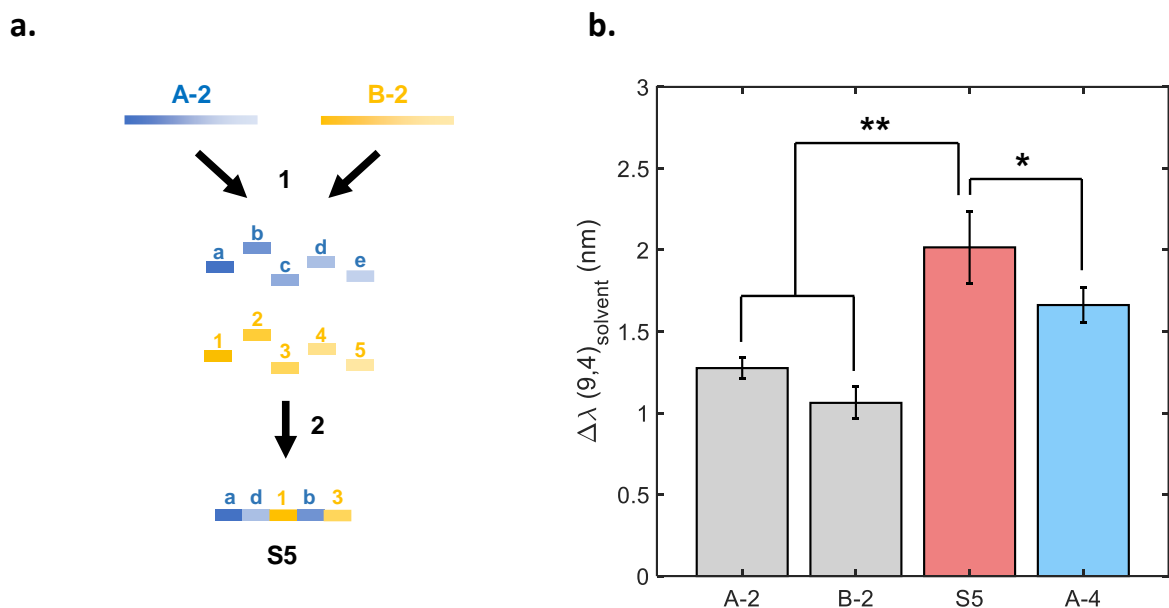 a.
A-2 B-2
1
a b c d e
1 2 3 4 5
2
a d 1 b 3
S5
b.
Δλ (9,4)solvent (nm)
3
2.5
2
1.5
1
0.5
0
**
*
A-2 B-2 S5 A-4